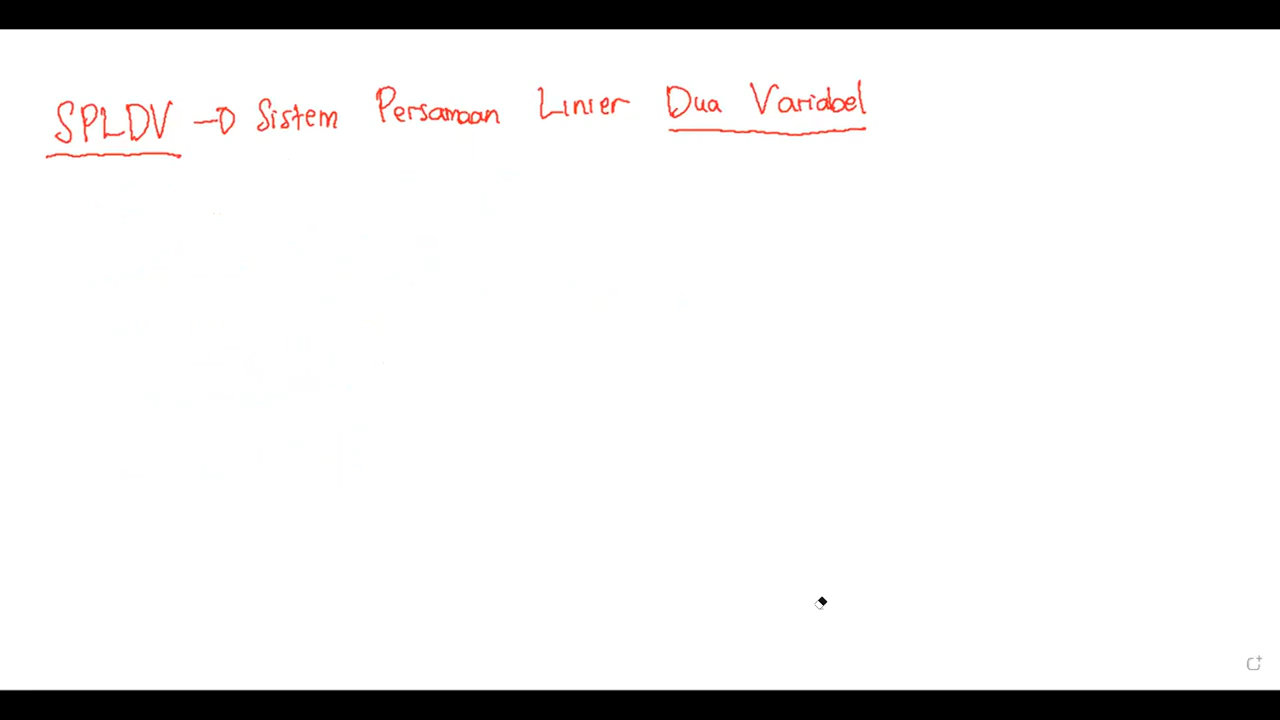 SPLDV → Sistem Persamaan Linier Dua Variabel